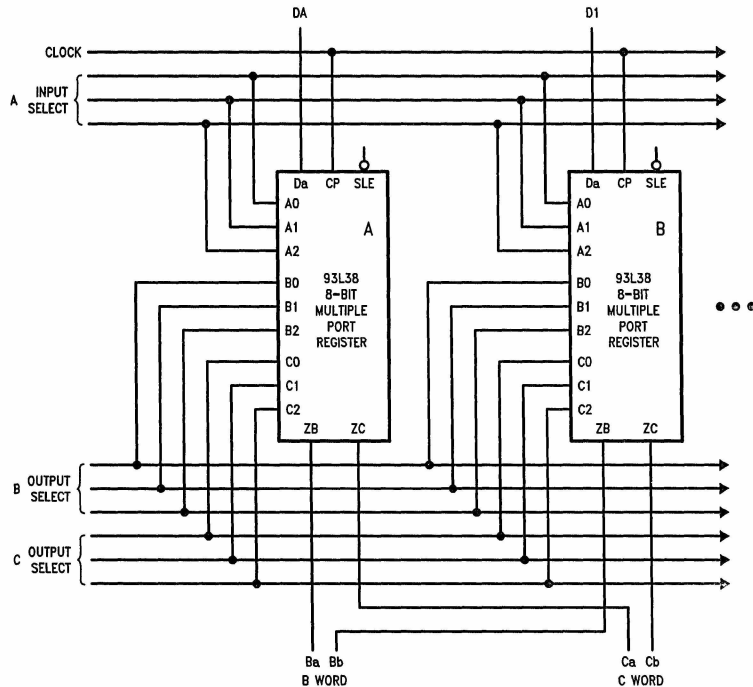 DA D1
CLOCK
A INPUT SELECT
Da CP SLE
A0
A1
A2
A
B0
B1
B2
C0
C1
C2
93L38
8-BIT
MULTIPLE
PORT
REGISTER
ZB ZC
Da CP SLE
A0
A1
A2
B
B0
B1
B2
C0
C1
C2
93L38
8-BIT
MULTIPLE
PORT
REGISTER
ZB ZC
B OUTPUT SELECT
C OUTPUT SELECT
Ba Bb
B WORD
Ca Cb
C WORD